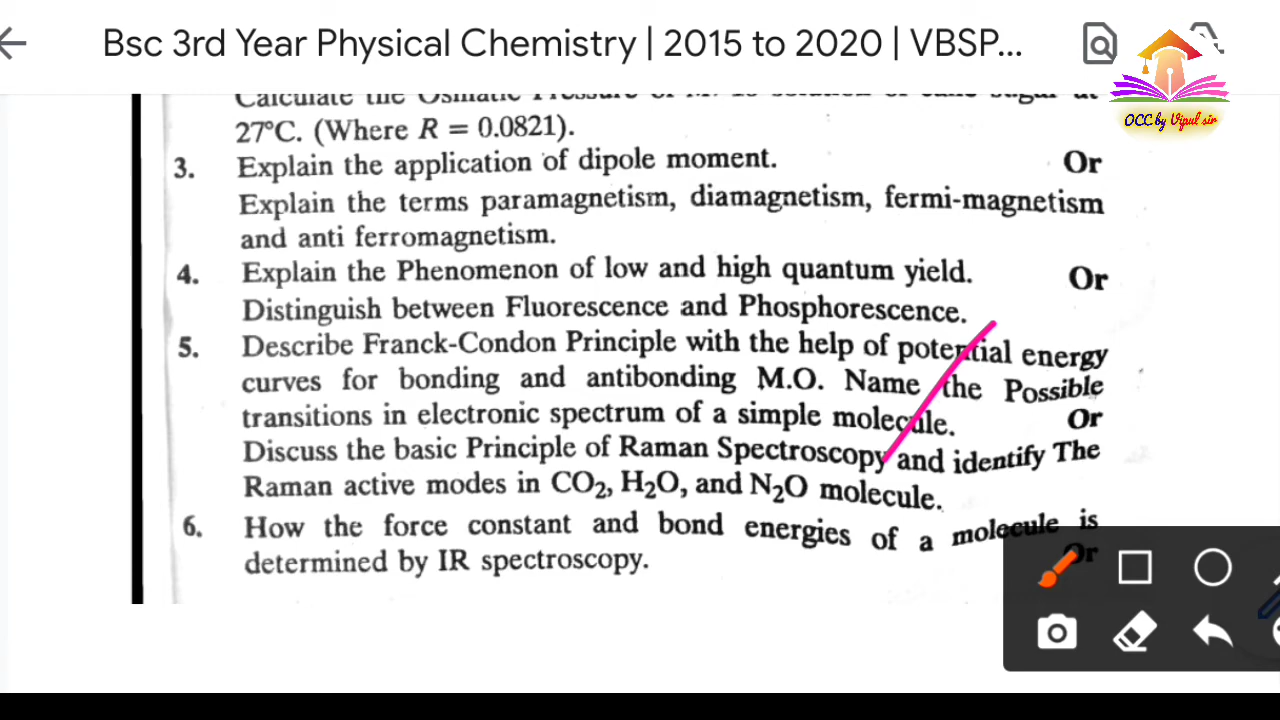 Bsc 3rd Year Physical Chemistry | 2015 to 2020 | VBSP...
OCC by Vipul sir
27°C. (Where R = 0.0821).
3. Explain the application of dipole moment. Or
Explain the terms paramagnetism, diamagnetism, fermi-magnetism
and anti ferromagnetism.
4. Explain the Phenomenon of low and high quantum yield. Or
Distinguish between Fluorescence and Phosphorescence.
5. Describe Franck-Condon Principle with the help of potential energy
curves for bonding and antibonding M.O. Name the Possible
transitions in electronic spectrum of a simple molecule. Or
Discuss the basic Principle of Raman Spectroscopy and identify The
Raman active modes in CO₂, H₂O, and N₂O molecule.
6. How the force constant and bond energies of a molecule is
determined by IR spectroscopy. Or